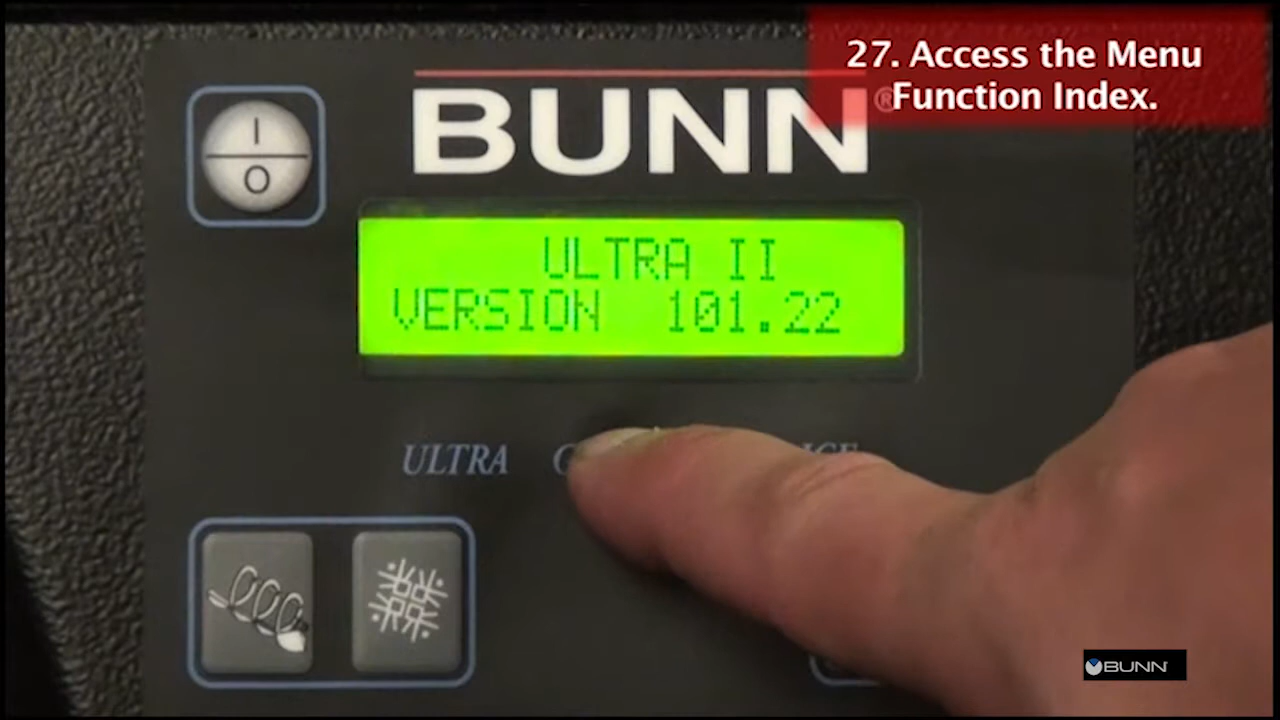 27. Access the Menu
Function Index.
BUNN®
I
O
ULTRA II
VERSION 101.22
ULTRA
BUNN